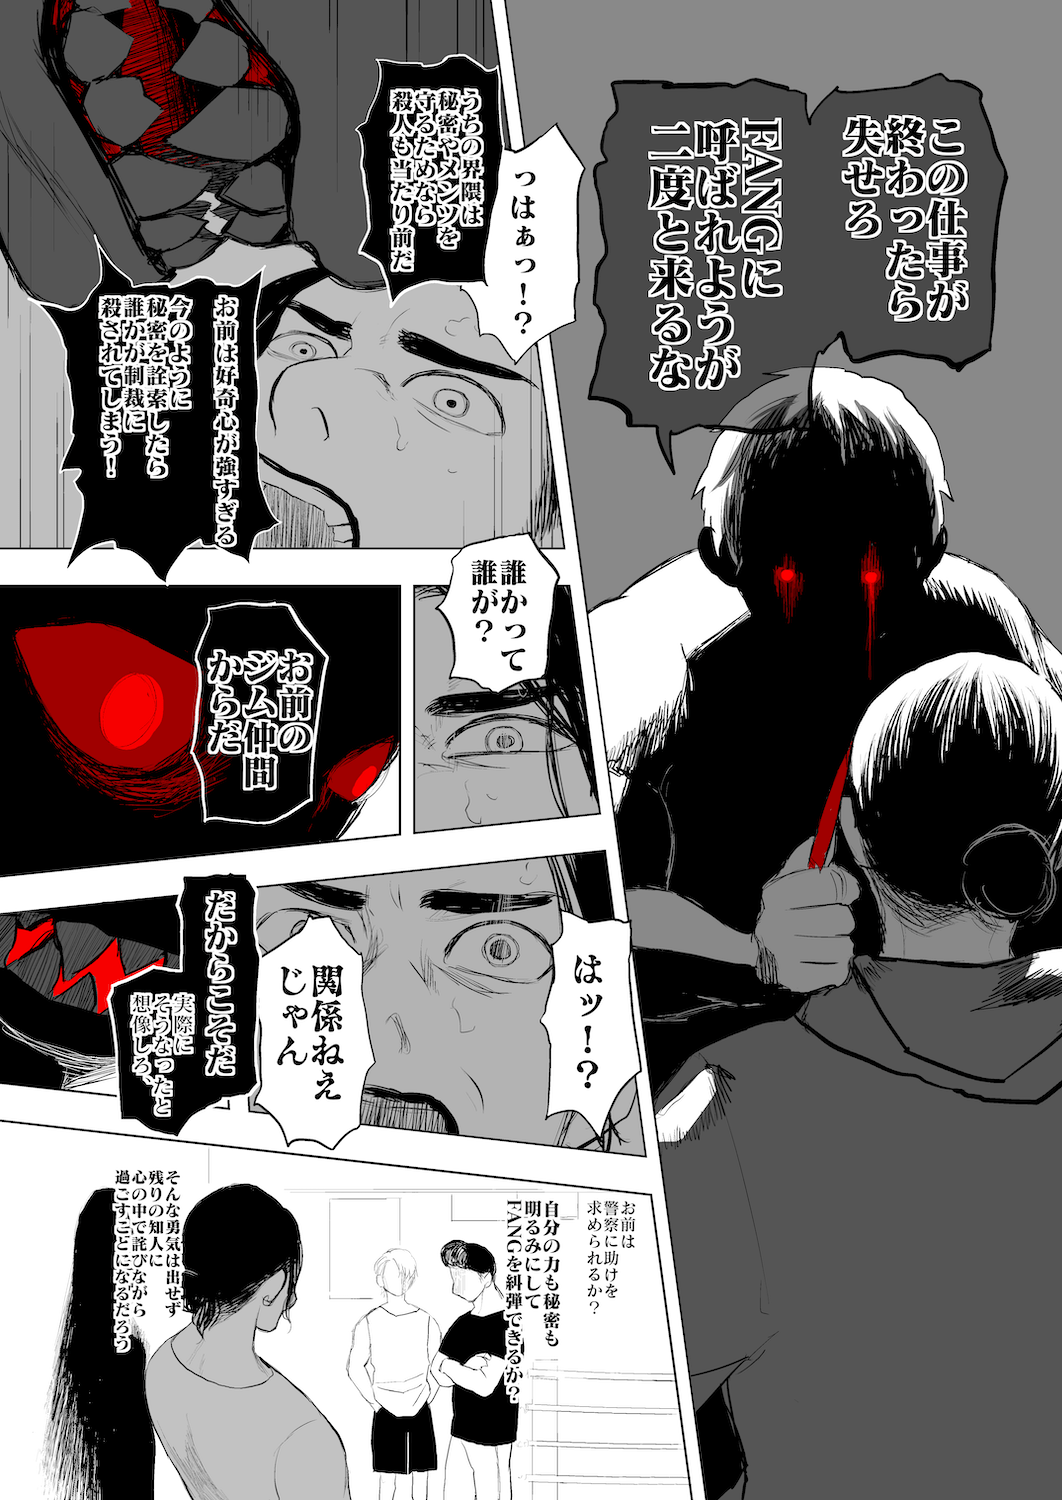 この仕事が
終わったら
失せろ
FANGに
呼ばれようが
二度と来るな
っはぁっ！？
うちの界隈は
秘密やメンツを
守るためなら
殺人も当たり前だ
お前は好奇心が強すぎる
今のように
秘密を詮索したら
誰かが制裁に
殺されてしまう！
誰かって
誰が？
お前の
ジム仲間
からだ
はッ！？
関係ねえ
じゃん
だからこそだ
実際に
そうなったと
想像しろ、
お前は
警察に助けを
求められるか？
自分の力も秘密も
明るみにして
FANGを糾弾できるか？
そんな勇気は出せず
残りの知人に
心の中で詫びながら
過ごすことになるだろう